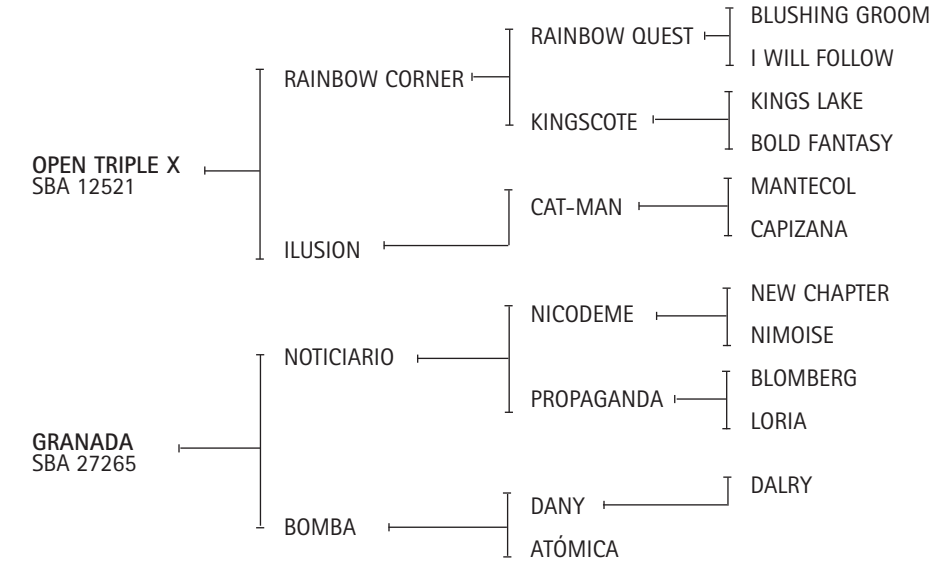 BLUSHING GROOM
RAINBOW QUEST
I WILL FOLLOW
RAINBOW CORNER
KINGS LAKE
KINGSCOTE
BOLD FANTASY
OPEN TRIPLE X
SBA 12521
MANTECOL
CAT-MAN
CAPIZANA
ILUSION
NEW CHAPTER
NICODEME
NIMOISE
NOTICIARIO
BLOMBERG
PROPAGANDA
LORIA
GRANADA
SBA 27265
DALRY
DANY
BOMBA
ATÓMICA